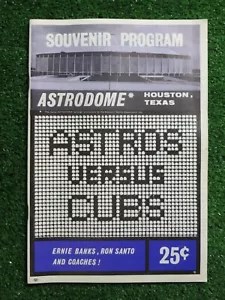 SOUVENIR PROGRAM
ASTRODOME*
HOUSTON,
TEXAS
ASTROS
VERSUS
CUBS
ERNIE BANKS, RON SANTO
AND COACHES!
25¢